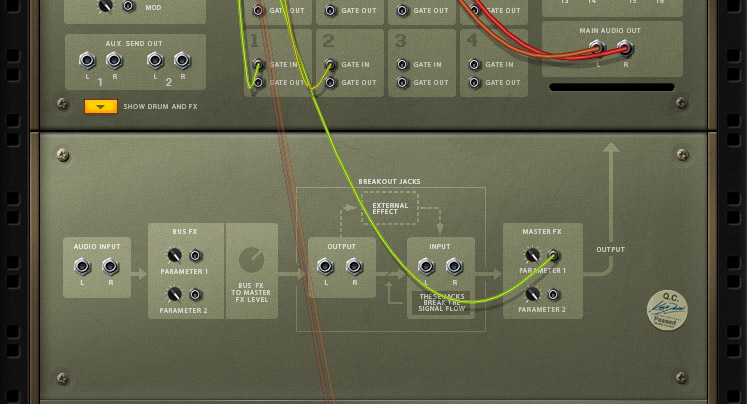 MOD
GATE OUT
GATE OUT
GATE OUT
GATE OUT
13 14 15 16
AUX SEND OUT
L R L R
1 2
1 2 3 4
GATE IN
GATE IN
GATE IN
GATE IN
GATE OUT
GATE OUT
GATE OUT
GATE OUT
MAIN AUDIO OUT
L R
SHOW DRUM AND FX
BREAKOUT JACKS
EXTERNAL
EFFECT
AUDIO INPUT
L R
BUS FX
PARAMETER 1
PARAMETER 2
BUS FX
TO MASTER
FX LEVEL
OUTPUT
L R
INPUT
L R
THESE JACKS
BREAK THE
SIGNAL FLOW
MASTER FX
PARAMETER 1
PARAMETER 2
OUTPUT
Q.C.
Passed